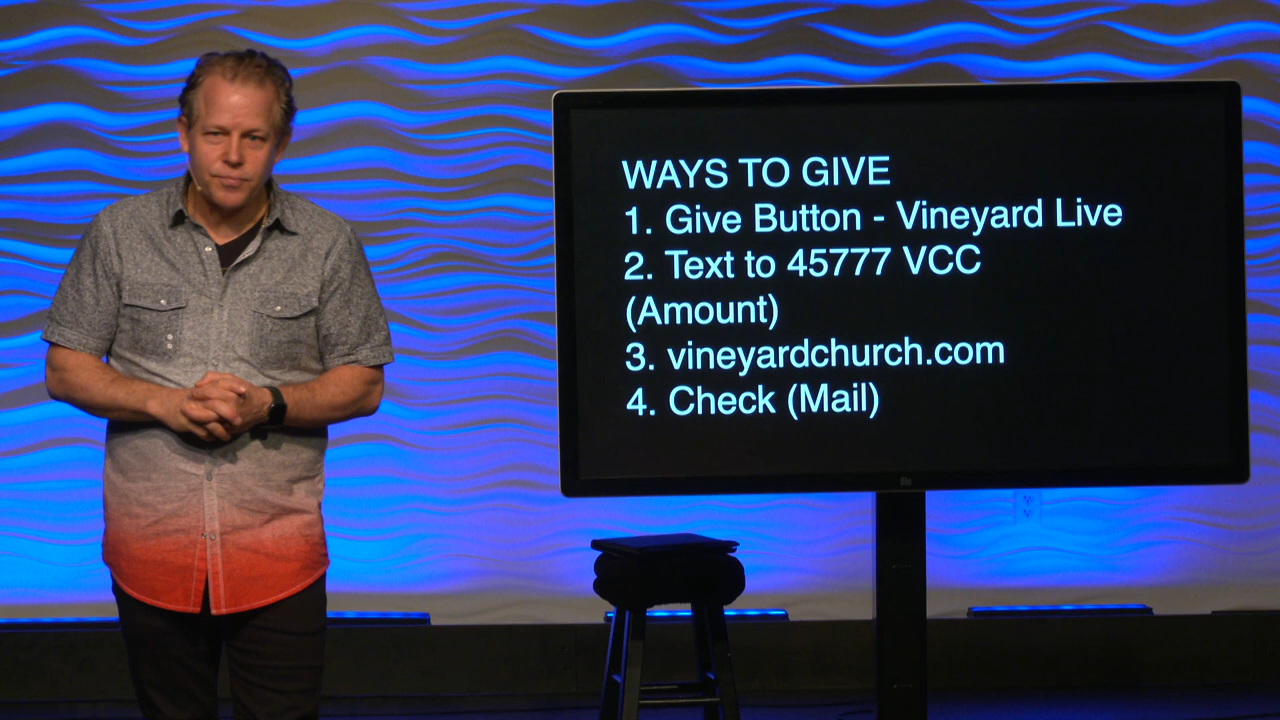 WAYS TO GIVE
1. Give Button - Vineyard Live
2. Text to 45777 VCC
(Amount)
3. vineyardchurch.com
4. Check (Mail)
elo